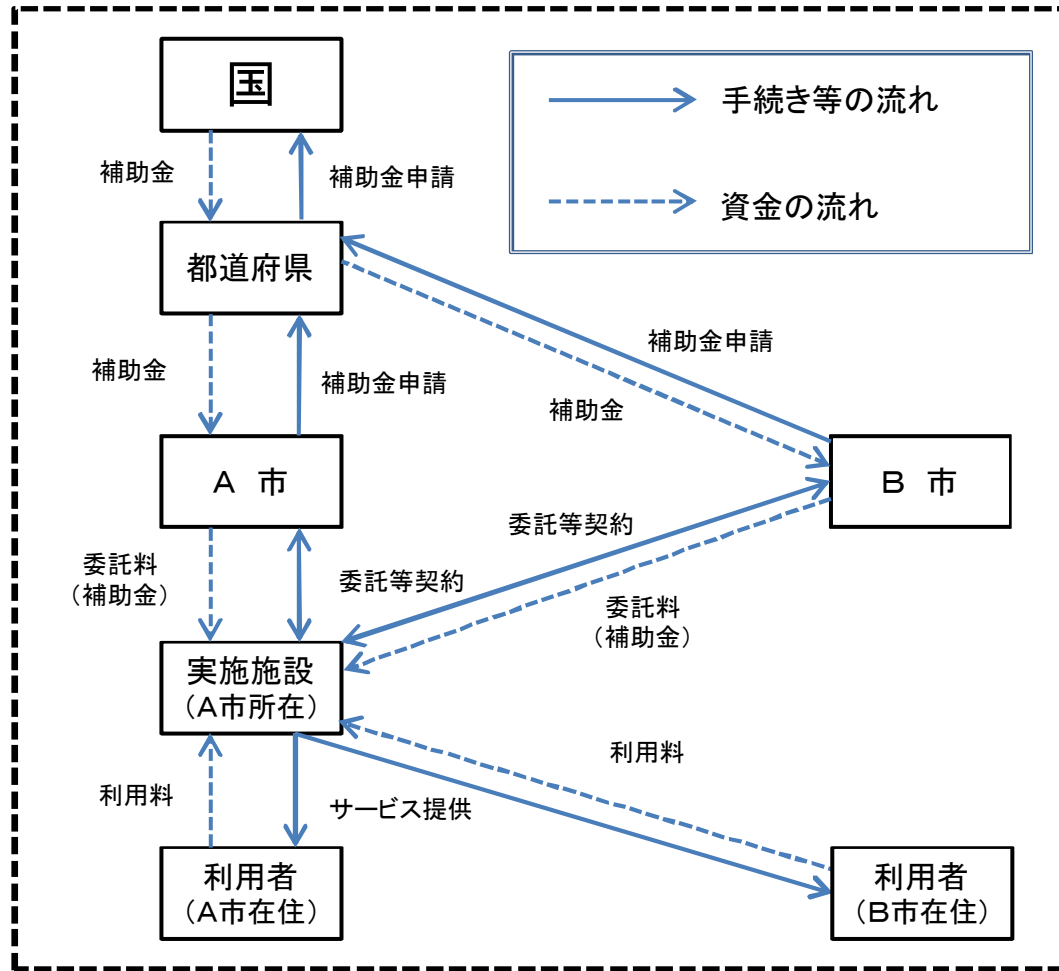 国
手続き等の流れ
資金の流れ
補助金
補助金申請
都道府県
補助金申請
補助金
補助金
補助金申請
A 市
B 市
委託等契約
委託料
(補助金)
委託等契約
委託料
(補助金)
実施施設
(A市所在)
利用料
利用料
サービス提供
利用者
(A市在住)
利用者
(B市在住)